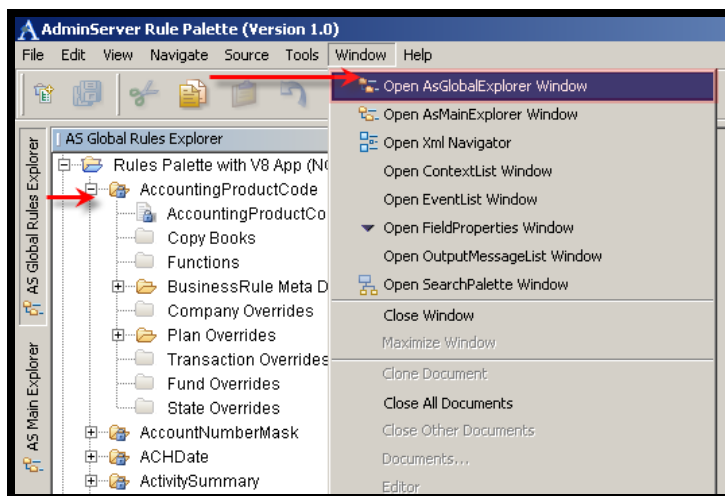 AdminServer Rule Palette (Version 1.0)
File Edit View Navigate Source Tools Window Help
Open AsGlobalExplorer Window
Open AsMainExplorer Window
Open Xml Navigator
Open ContextList Window
Open EventList Window
Open FieldProperties Window
Open OutputMessageList Window
Open SearchPalette Window
Close Window
Maximize Window
Clone Document
Close All Documents
Close Other Documents
Documents...
Editor
AS Global Rules Explorer
AS Main Explorer
AS Global Rules Explorer
Rules Palette with V8 App (N
AccountingProductCode
AccountingProductCo
Copy Books
Functions
BusinessRule Meta D
Company Overrides
Plan Overrides
Transaction Overrides
Fund Overrides
State Overrides
AccountNumberMask
ACHDate
ActivitySummary